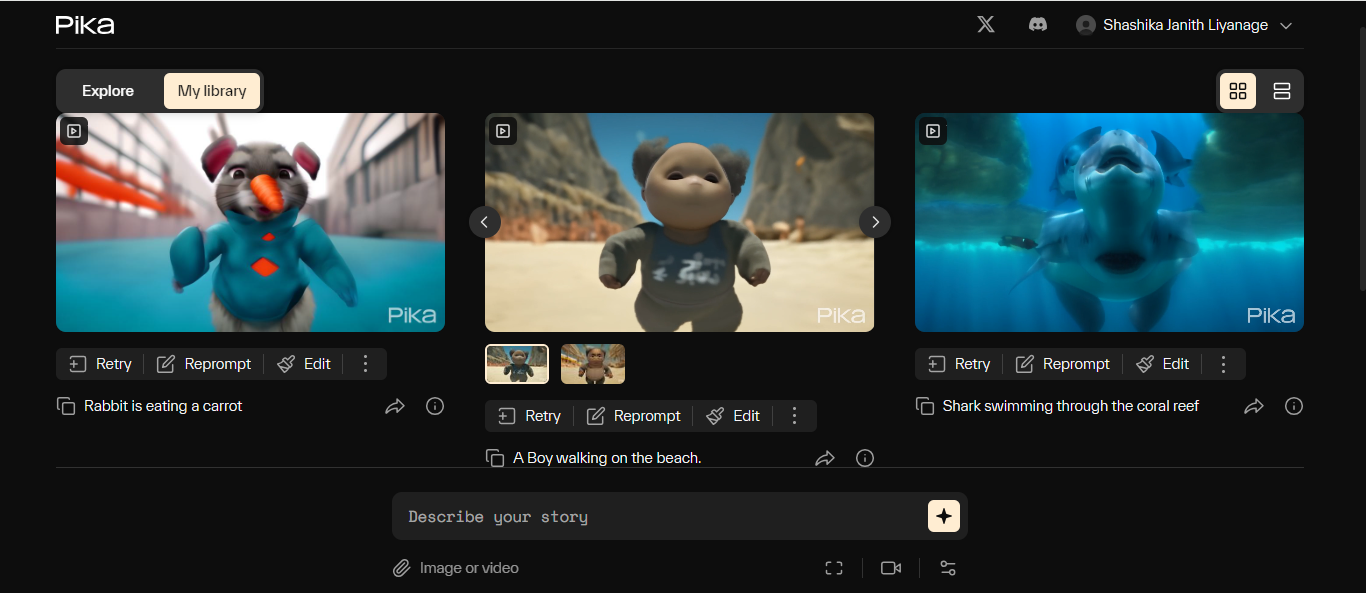 Pika
Shashika Janith Liyanage
Explore
My library
Pika
Pika
Pika
Retry
Reprompt
Edit
Rabbit is eating a carrot
Retry
Reprompt
Edit
A Boy walking on the beach.
Retry
Reprompt
Edit
Shark swimming through the coral reef
Describe your story
Image or video